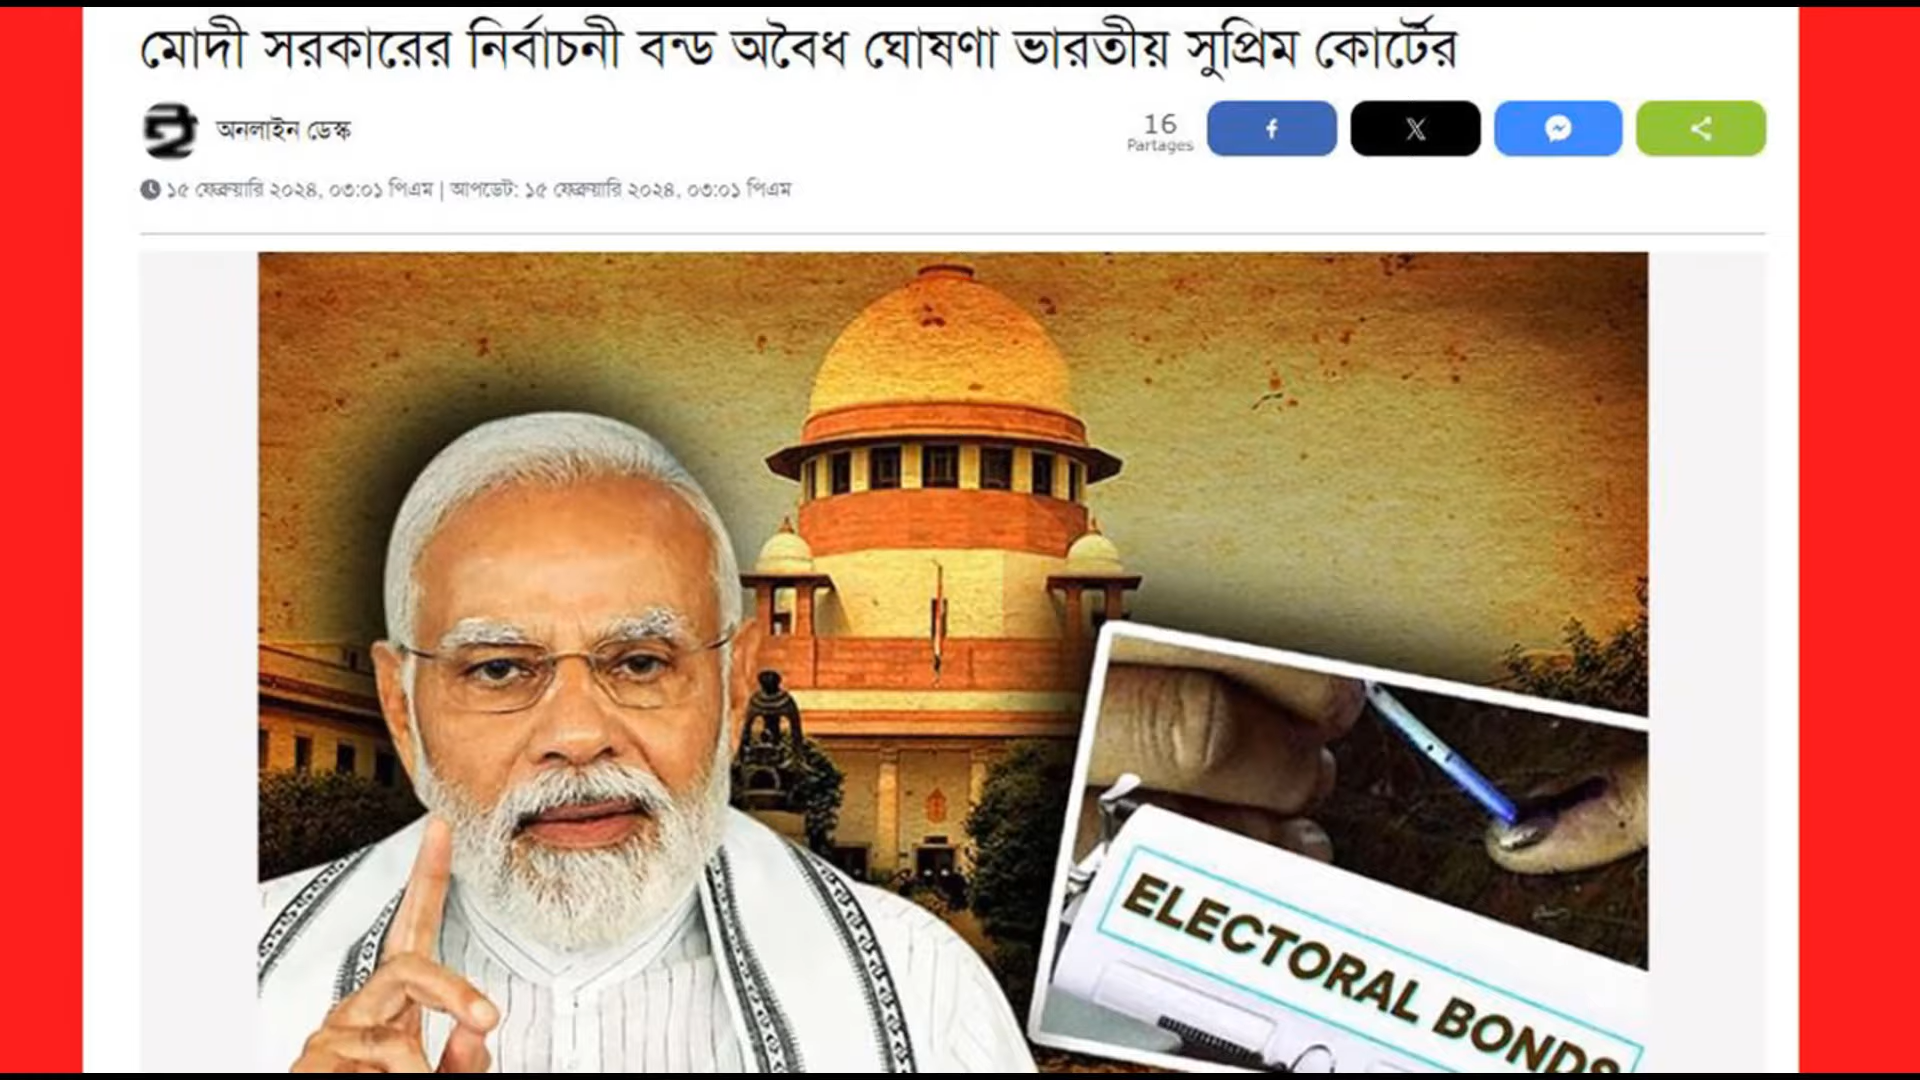 মোদী সরকারের নির্বাচনী বন্ড অবৈধ ঘোষণা ভারতীয় সুপ্রিম কোর্টের
অনলাইন ডেস্ক
16
Partages
১৫ ফেব্রুয়ারি ২০২৪, ০৩:০১ পিএম | আপডেট: ১৫ ফেব্রুয়ারি ২০২৪, ০৩:০১ পিএম
ELECTORAL BONDS